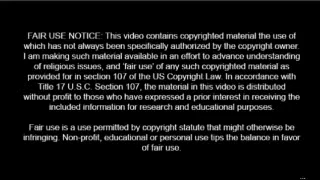 FAIR USE NOTICE: This video contains copyrighted material the use of
which has not always been specifically authorized by the copyright owner.
I am making such material available in an effort to advance understanding
of religious issues, and 'fair use' of any such copyrighted material as
provided for in section 107 of the US Copyright Law. In accordance with
Title 17 U.S.C. Section 107, the material in this video is distributed
without profit to those who have expressed a prior interest in receiving the
included information for research and educational purposes.
Fair use is a use permitted by copyright statute that might otherwise be
infringing. Non-profit, educational or personal use tips the balance in favor
of fair use.